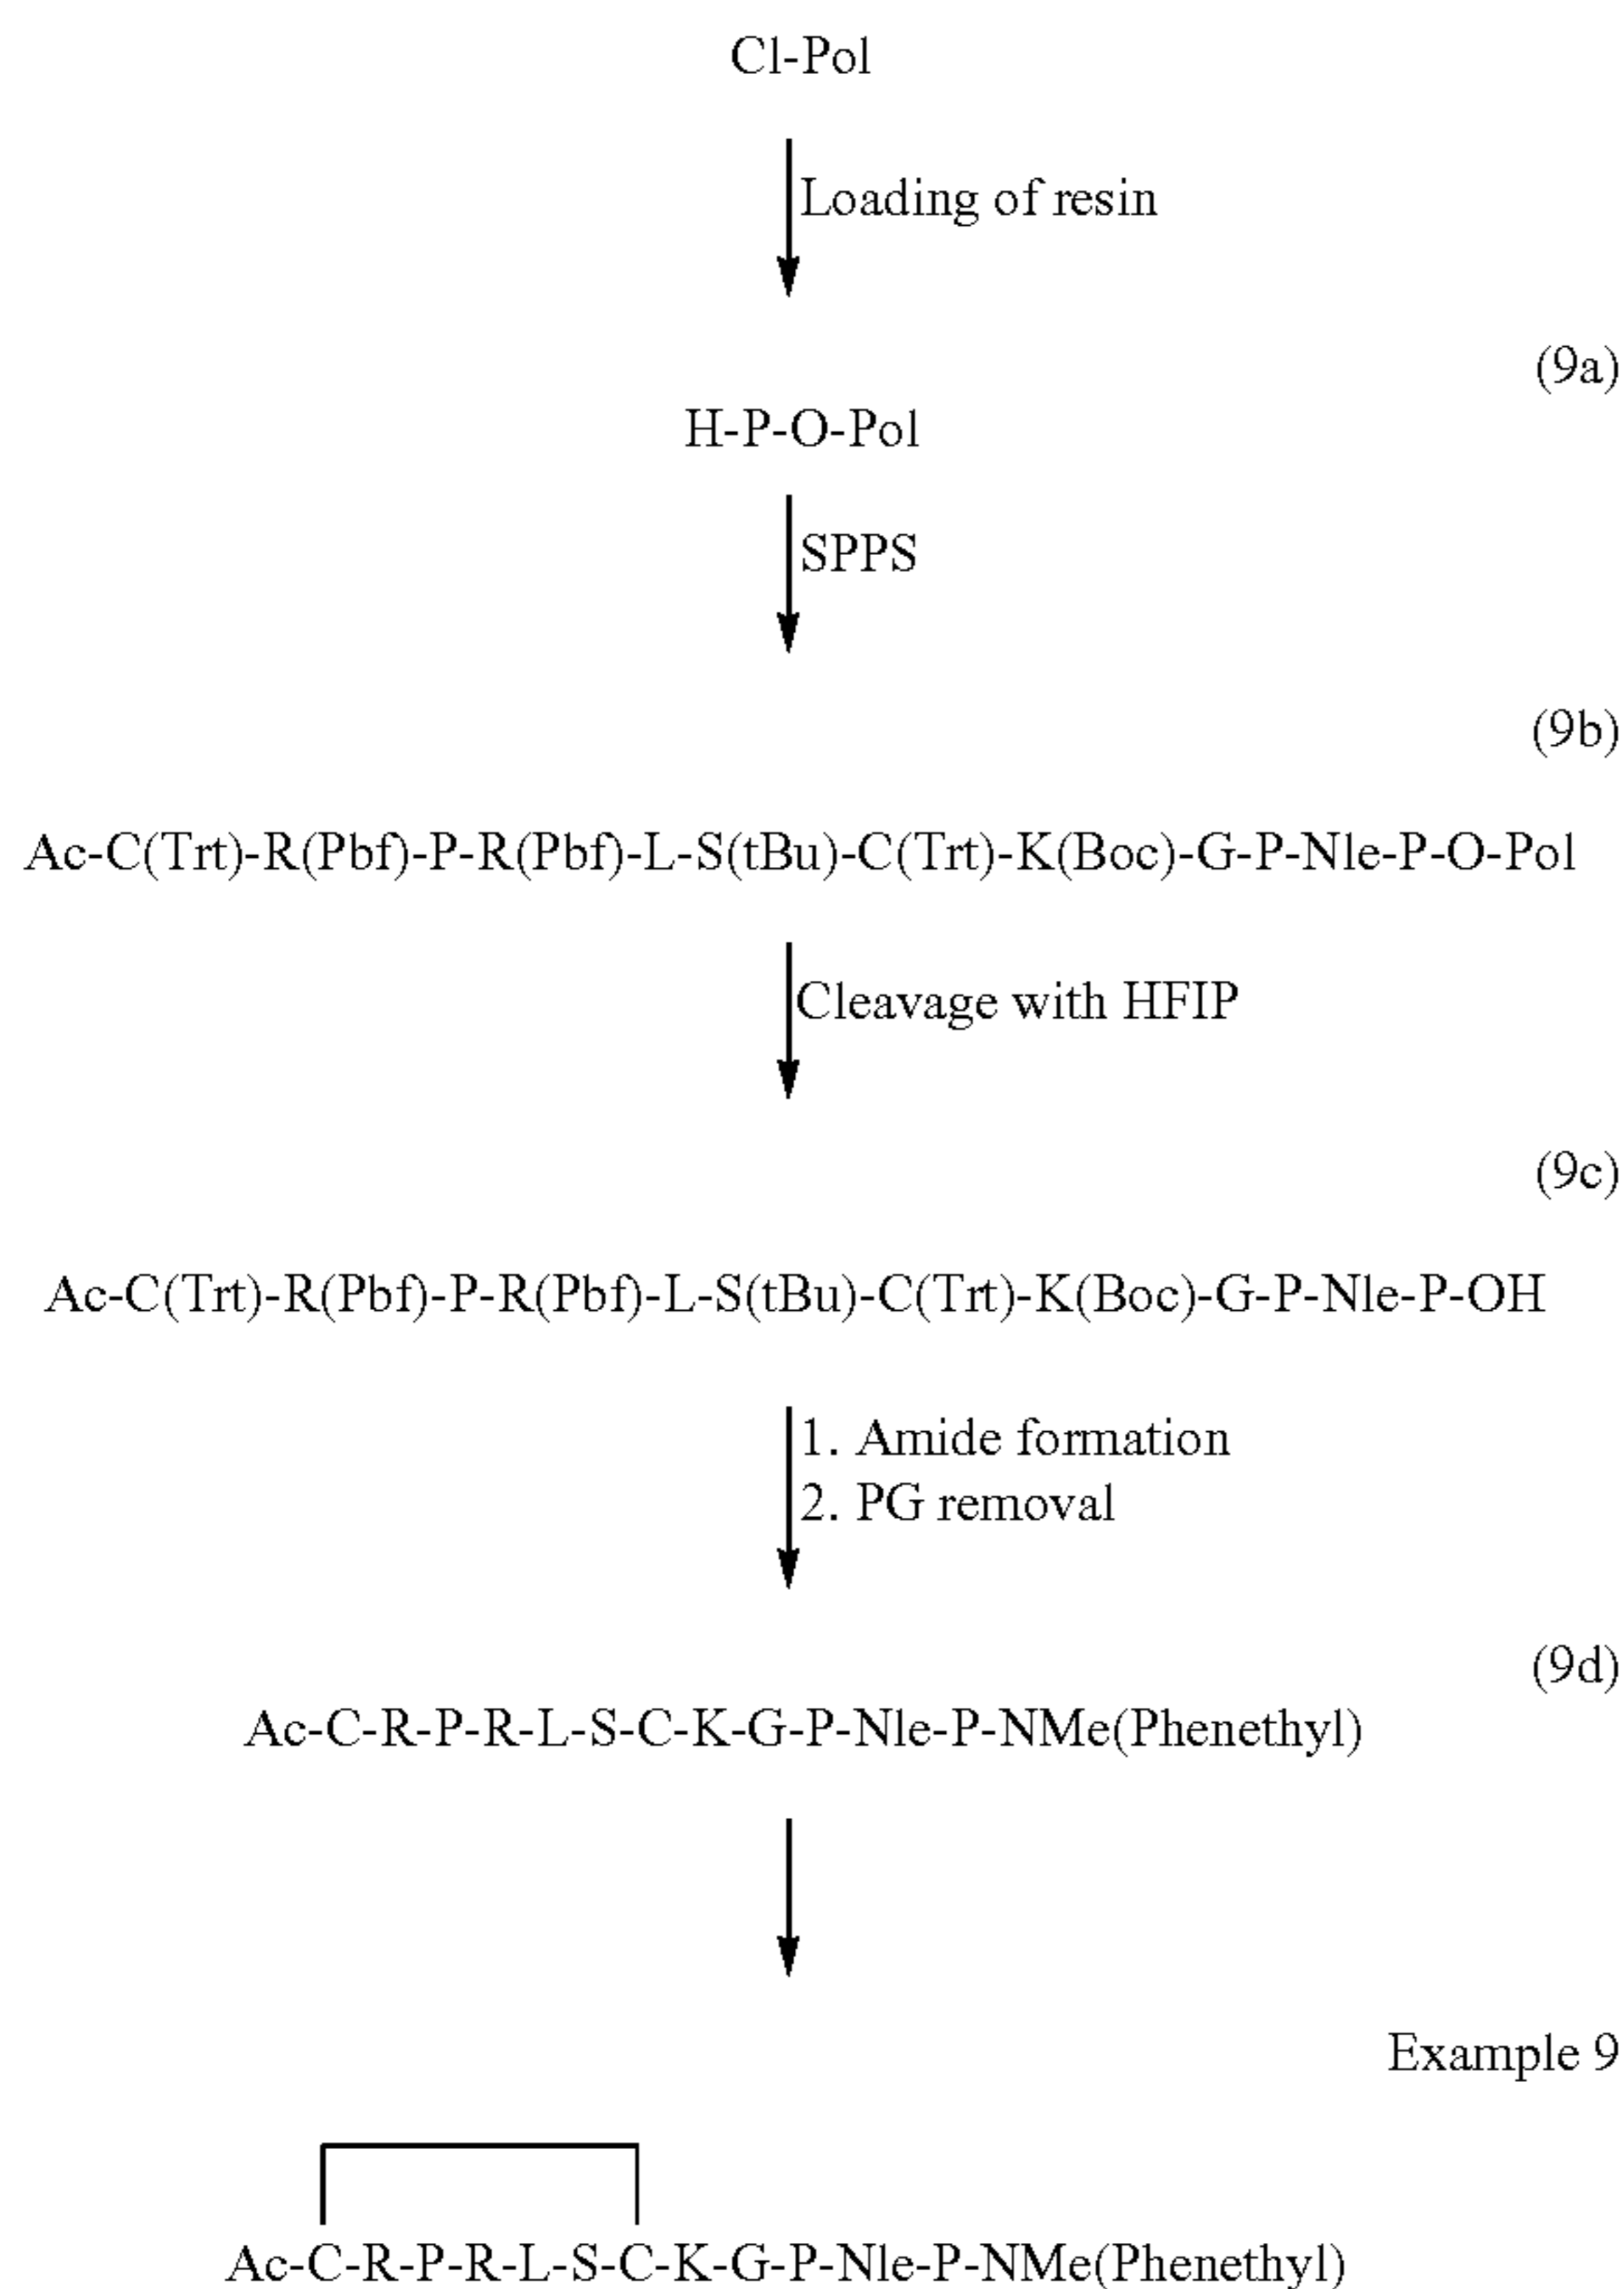 Cl-Pol
Loading of resin
(9a)
H-P-O-Pol
SPPS
(9b)
Ac-C(Trt)-R(Pbf)-P-R(Pbf)-L-S(tBu)-C(Trt)-K(Boc)-G-P-Nle-P-O-Pol
Cleavage with HFIP
(9c)
Ac-C(Trt)-R(Pbf)-P-R(Pbf)-L-S(tBu)-C(Trt)-K(Boc)-G-P-Nle-P-OH
1. Amide formation
2. PG removal
(9d)
Ac-C-R-P-R-L-S-C-K-G-P-Nle-P-NMe(Phenethyl)
Example 9
Ac-C-R-P-R-L-S-C-K-G-P-Nle-P-NMe(Phenethyl)